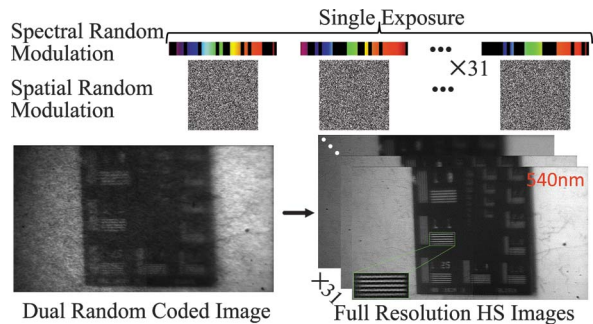 Single Exposure
Spectral Random
Modulation
×31
Spatial Random
Modulation
540nm
×31
Dual Random Coded Image
Full Resolution HS Images